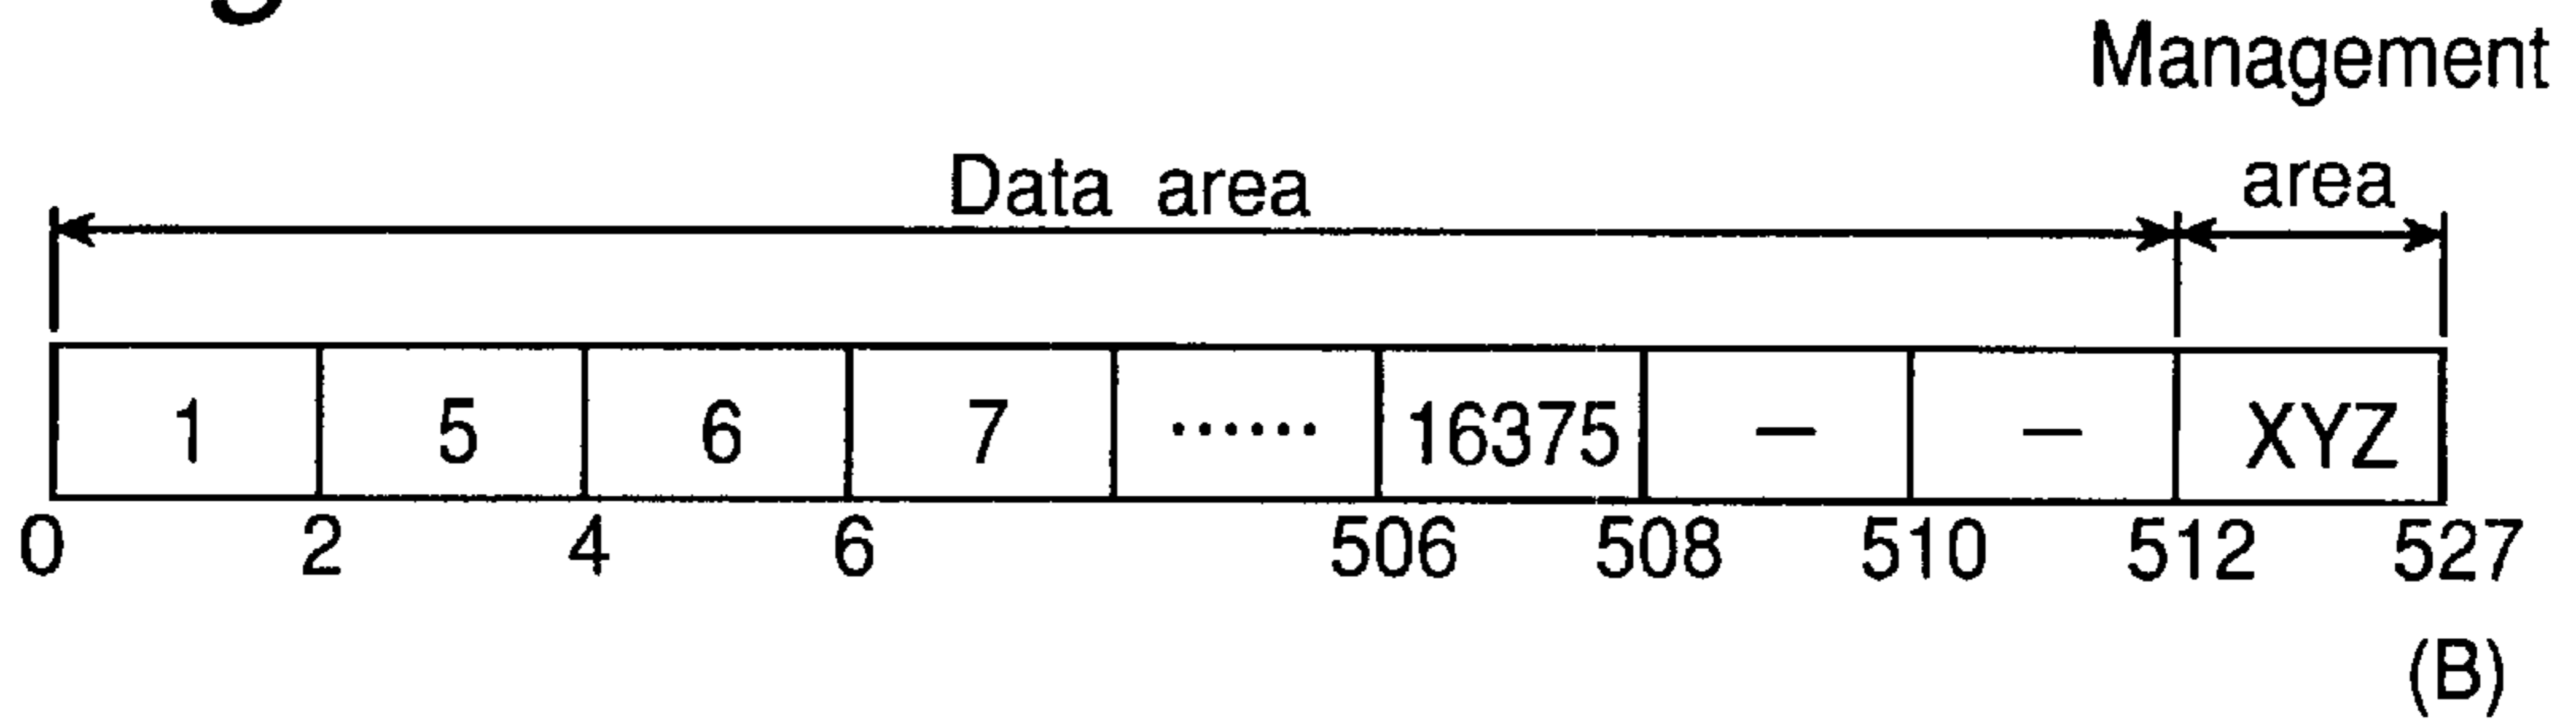 Management
Data area area
1 5 6 7 ...... 16375 – – XYZ
0 2 4 6 506 508 510 512 527
(B)